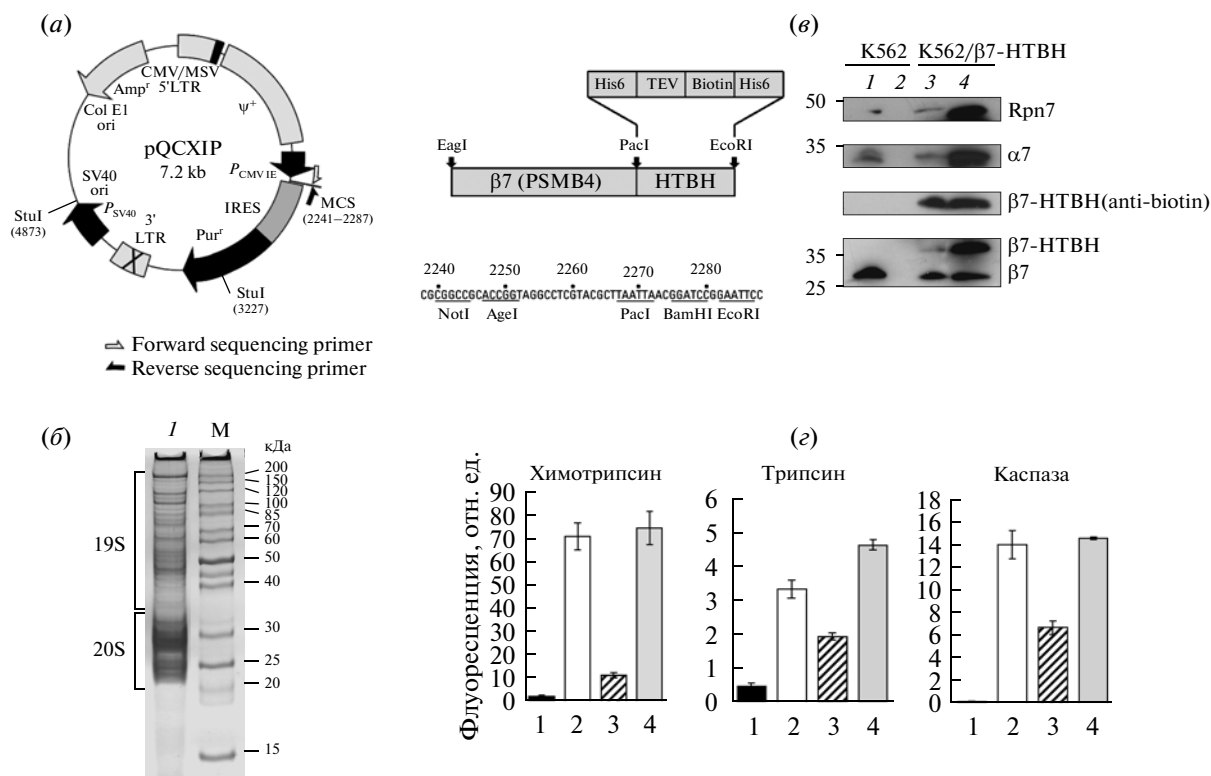 (а)
CMV/MSV
5'LTR
Ampʳ
Col E1
ori
ψ⁺
pQCXIP
7.2 kb
SV40
ori
P_SV40
StuI
(4873)
3'
LTR
Purʳ
IRES
P_CMV IE
MCS
(2241–2287)
StuI
(3227)
Forward sequencing primer
Reverse sequencing primer
His6 TEV Biotin His6
EagI PacI EcoRI
β7 (PSMB4) HTBH
2240 2250 2260 2270 2280
CGCGGCCGCACCGGTAGGCCTCGTACGCTTAATTAACGGATCCGGAATTCC
NotI AgeI PacI BamHI EcoRI
(в)
K562 K562/β7-HTBH
1 2 3 4
50
Rpn7
35
α7
β7-HTBH(anti-biotin)
35
β7-HTBH
β7
25
(б)
1 M
кДа
200
150
120
100
85
70
60
50
40
30
25
20
15
19S
20S
(г)
Флуоресценция, отн. ед.
Химотрипсин
90
80
70
60
50
40
30
20
10
0
1 2 3 4
Трипсин
6
5
4
3
2
1
0
1 2 3 4
Каспаза
18
16
14
12
10
8
6
4
2
0
1 2 3 4